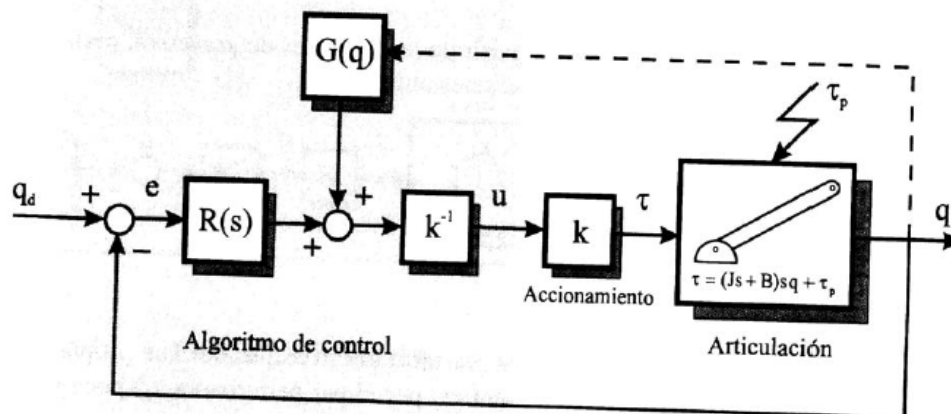 G(q)
τp
qd
+
e
R(s)
+
+
k⁻¹
u
k
τ
q
−
τ = (Js + B)sq + τp
Accionamiento
Algoritmo de control
Articulación